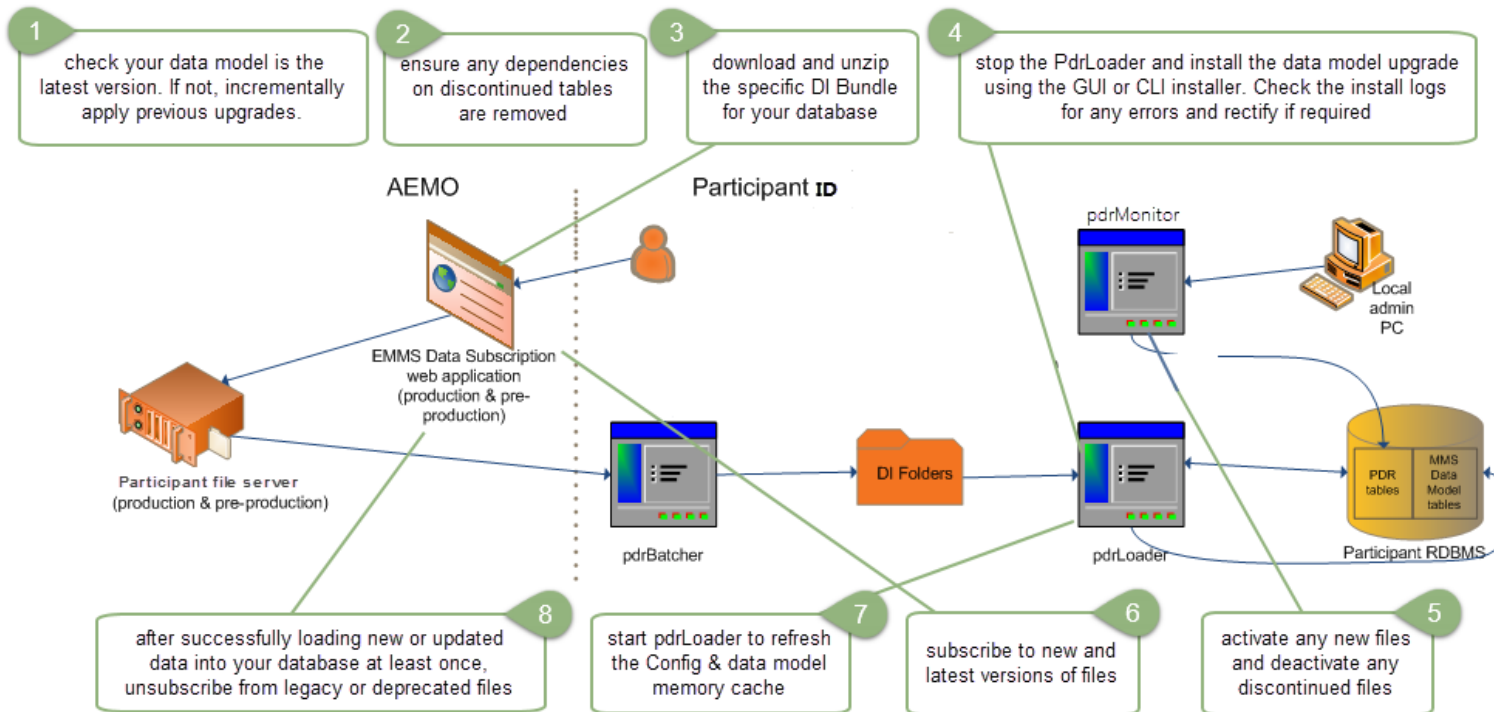 1
check your data model is the
latest version. If not, incrementally
apply previous upgrades.
2
ensure any dependencies
on discontinued tables
are removed
3
download and unzip
the specific DI Bundle
for your database
4
stop the PdrLoader and install the data model upgrade
using the GUI or CLI installer. Check the install logs
for any errors and rectify if required
AEMO
Participant ID
pdrMonitor
Local
admin
PC
EMMS Data Subscription
web application
(production & pre-
production)
Participant file server
(production & pre-production)
pdrBatcher
DI Folders
pdrLoader
PDR
tables
MMS
Data
Model
tables
Participant RDBMS
8
after successfully loading new or updated
data into your database at least once,
unsubscribe from legacy or deprecated files
7
start pdrLoader to refresh
the Config & data model
memory cache
6
subscribe to new and
latest versions of files
5
activate any new files
and deactivate any
discontinued files